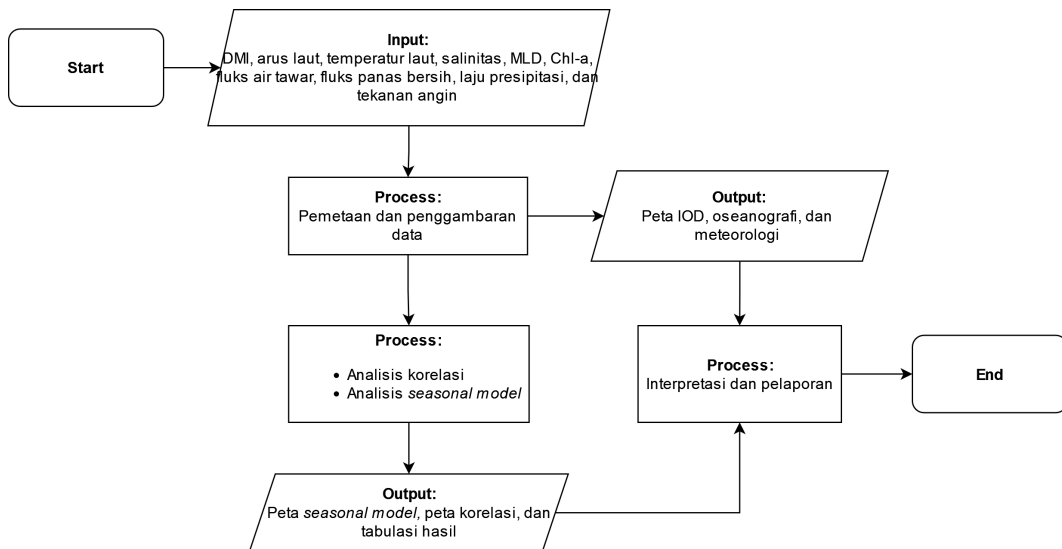 Start
Input:
DMI, arus laut, temperatur laut, salinitas, MLD, Chl-a,
fluks air tawar, fluks panas bersih, laju presipitasi, dan
tekanan angin
Process:
Pemetaan dan penggambaran
data
Output:
Peta IOD, oseanografi, dan
meteorologi
Process:
• Analisis korelasi
• Analisis seasonal model
Process:
Interpretasi dan pelaporan
End
Output:
Peta seasonal model, peta korelasi, dan
tabulasi hasil